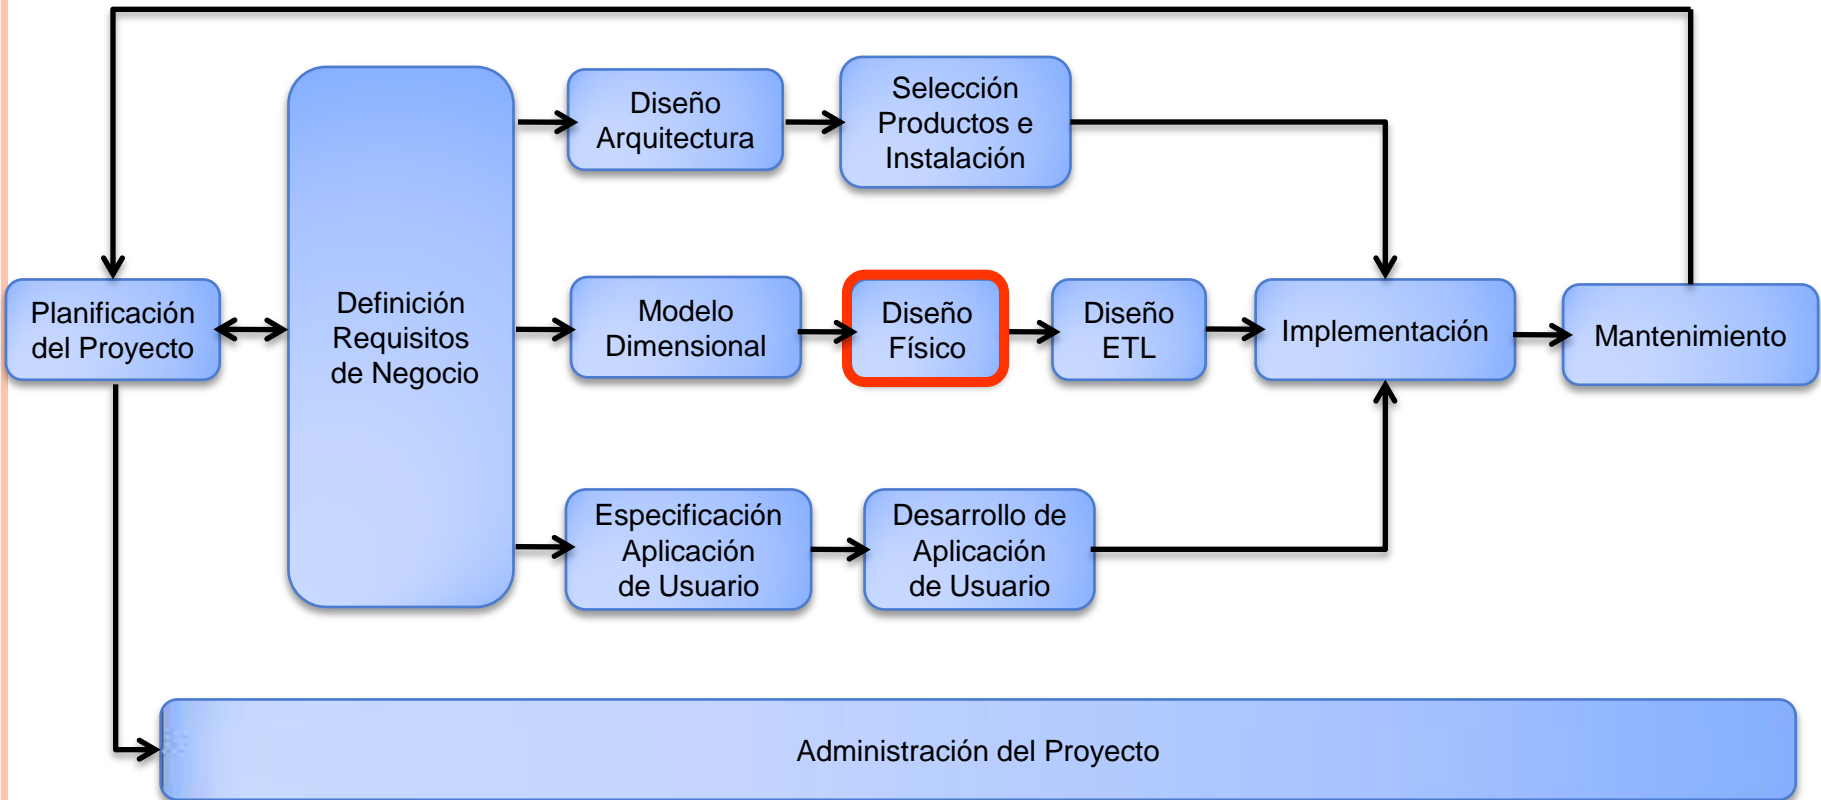 Diseño
Arquitectura
Selección
Productos e
Instalación
Planificación
del Proyecto
Definición
Requisitos
de Negocio
Modelo
Dimensional
Diseño
Físico
Diseño
ETL
Implementación
Mantenimiento
Especificación
Aplicación
de Usuario
Desarrollo de
Aplicación
de Usuario
Administración del Proyecto